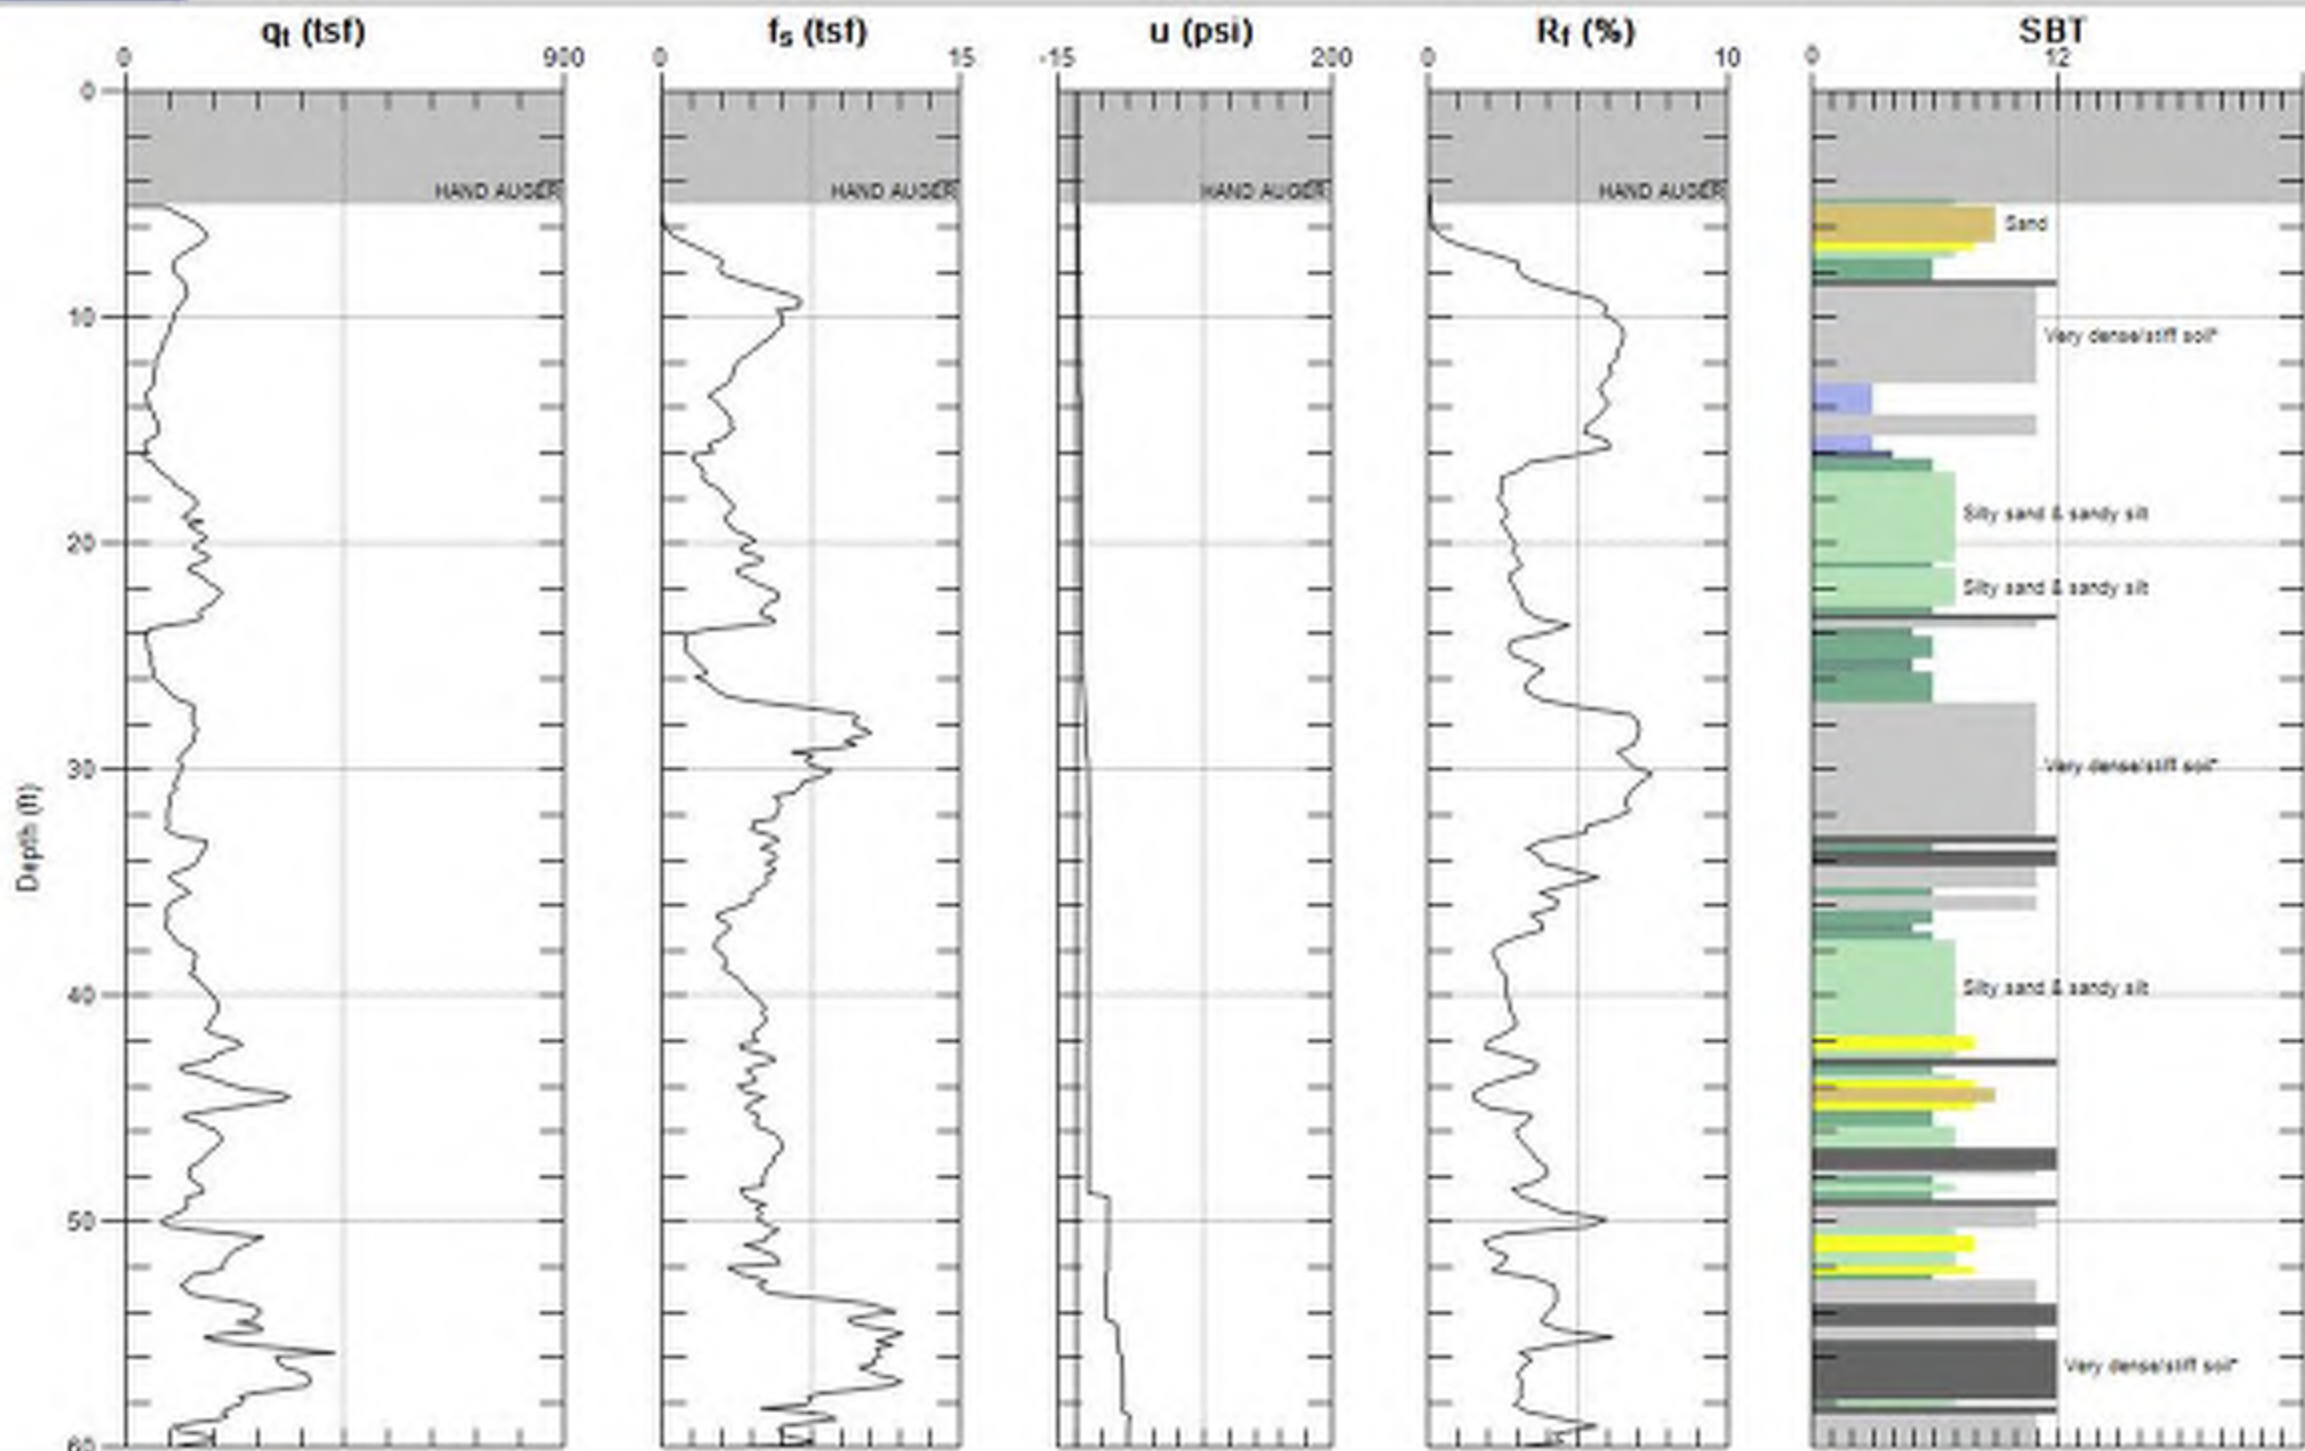 qt (tsf) fs (tsf) u (psi) Rf (%) SBT
0 900 0 15 -15 200 0 10 0 12
0
HAND AUGER HAND AUGER HAND AUGER HAND AUGER
Sand
10
Very dense/stiff soil*
Silty sand & sandy silt
20
Silty sand & sandy silt
30
Very dense/stiff soil*
Depth (ft)
40
Silty sand & sandy silt
50
Very dense/stiff soil*
60